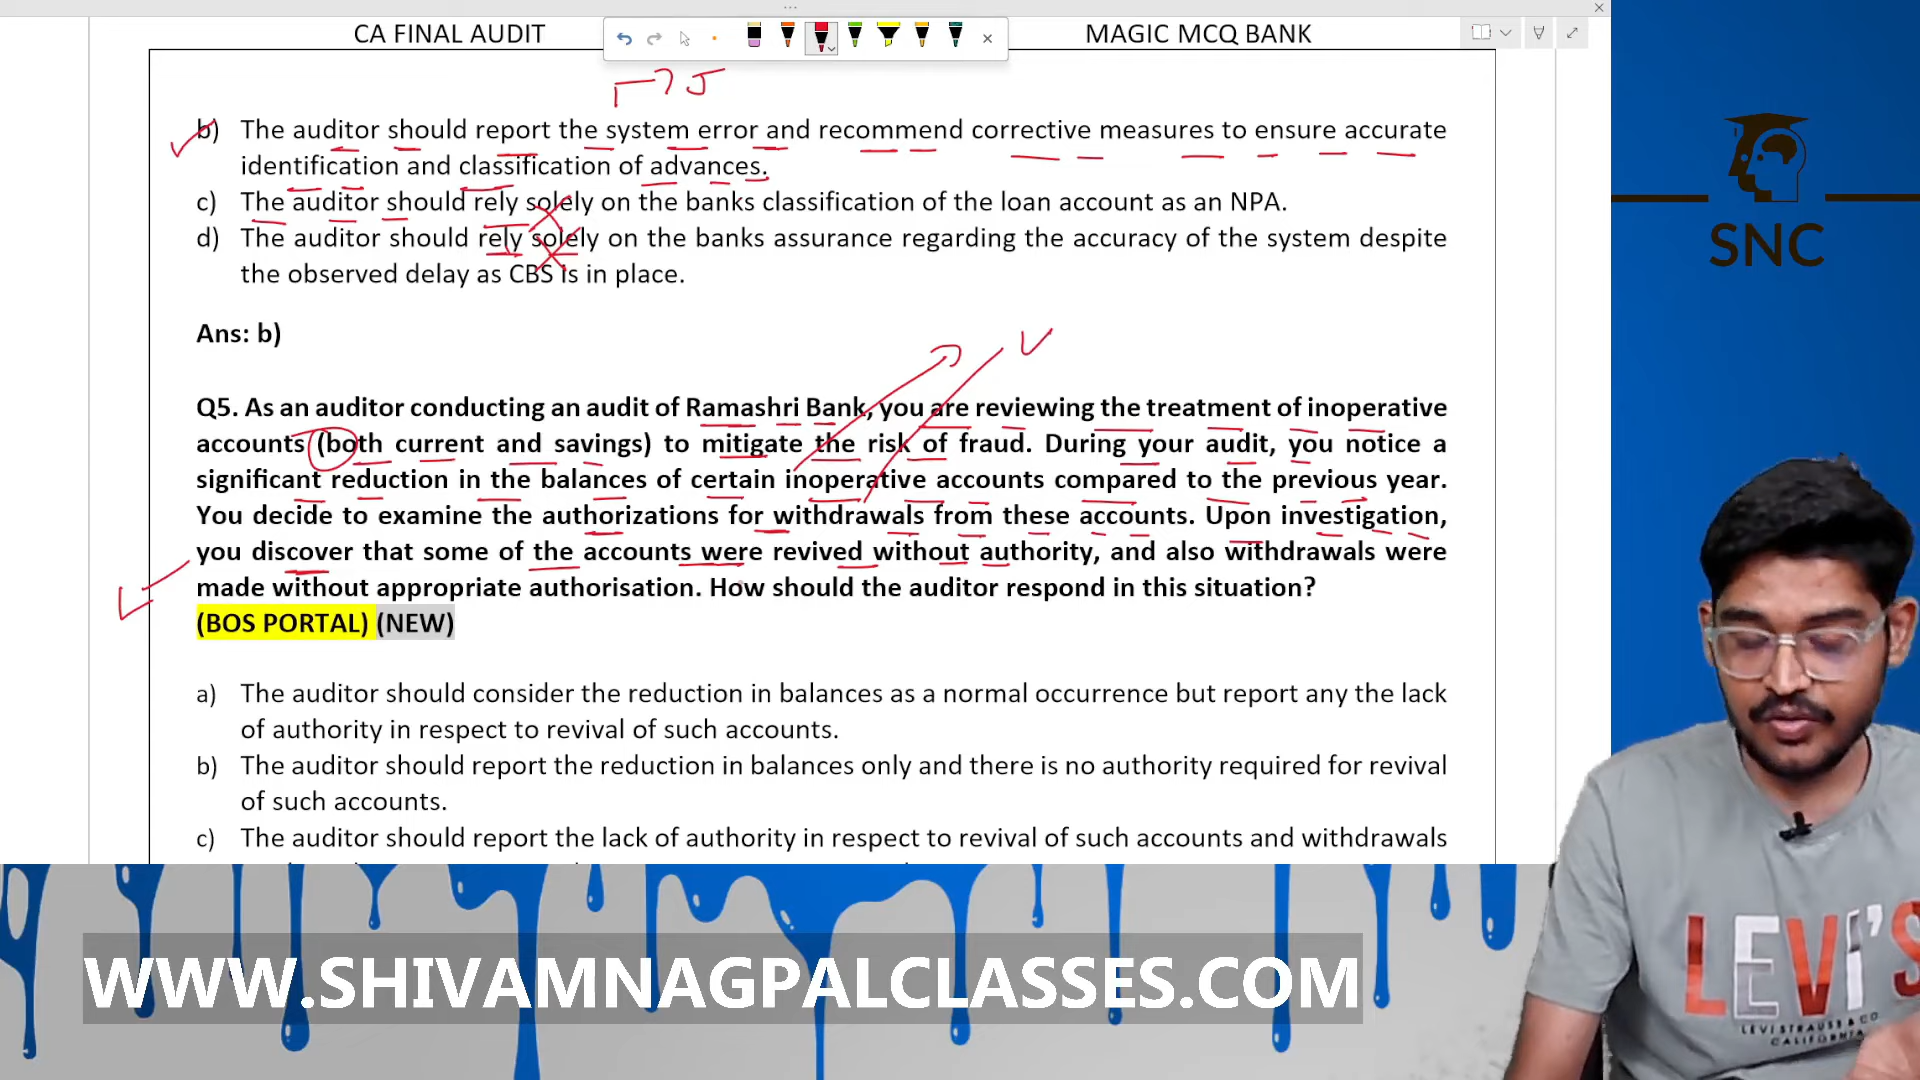 CA FINAL AUDIT
MAGIC MCQ BANK
b) The auditor should report the system error and recommend corrective measures to ensure accurate
identification and classification of advances.
c) The auditor should rely solely on the banks classification of the loan account as an NPA.
d) The auditor should rely solely on the banks assurance regarding the accuracy of the system despite
the observed delay as CBS is in place.
Ans: b)
Q5. As an auditor conducting an audit of Ramashri Bank, you are reviewing the treatment of inoperative
accounts (both current and savings) to mitigate the risk of fraud. During your audit, you notice a
significant reduction in the balances of certain inoperative accounts compared to the previous year.
You decide to examine the authorizations for withdrawals from these accounts. Upon investigation,
you discover that some of the accounts were revived without authority, and also withdrawals were
made without appropriate authorisation. How should the auditor respond in this situation?
(BOS PORTAL) (NEW)
a) The auditor should consider the reduction in balances as a normal occurrence but report any the lack
of authority in respect to revival of such accounts.
b) The auditor should report the reduction in balances only and there is no authority required for revival
of such accounts.
c) The auditor should report the lack of authority in respect to revival of such accounts and withdrawals
SNC
WWW.SHIVAMNAGPALCLASSES.COM
LEVI'S
LEVI STRAUSS & CO
CALIFORNIA